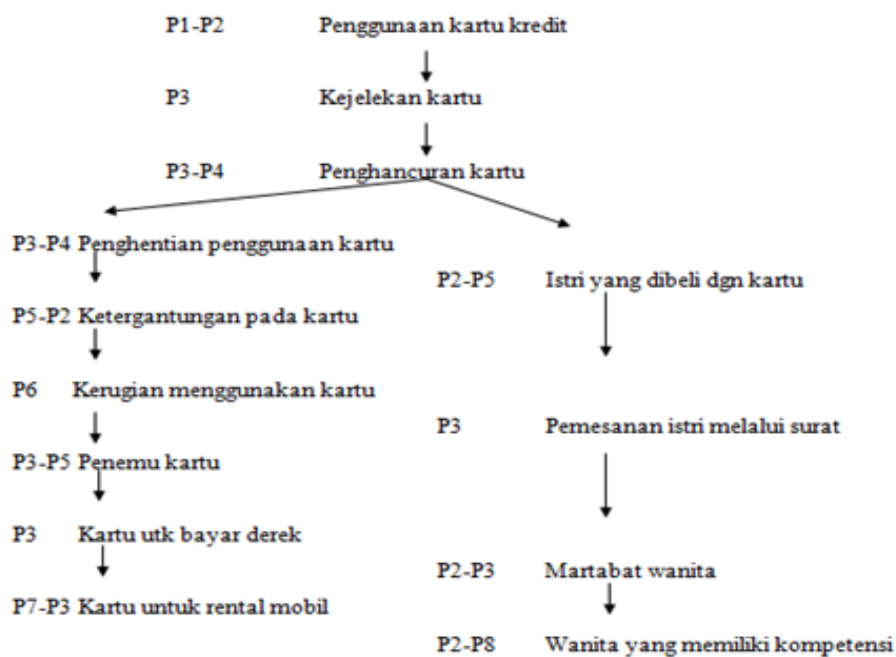 P1-P2 Penggunaan kartu kredit
P3 Kejelekan kartu
P3-P4 Penghancuran kartu
P3-P4 Penghentian penggunaan kartu
P2-P5 Istri yang dibeli dgn kartu
P5-P2 Ketergantungan pada kartu
P6 Kerugian menggunakan kartu
P3 Pemesanan istri melalui surat
P3-P5 Penemu kartu
P3 Kartu utk bayar derek
P2-P3 Martabat wanita
P7-P3 Kartu untuk rental mobil
P2-P8 Wanita yang memiliki kompetensi